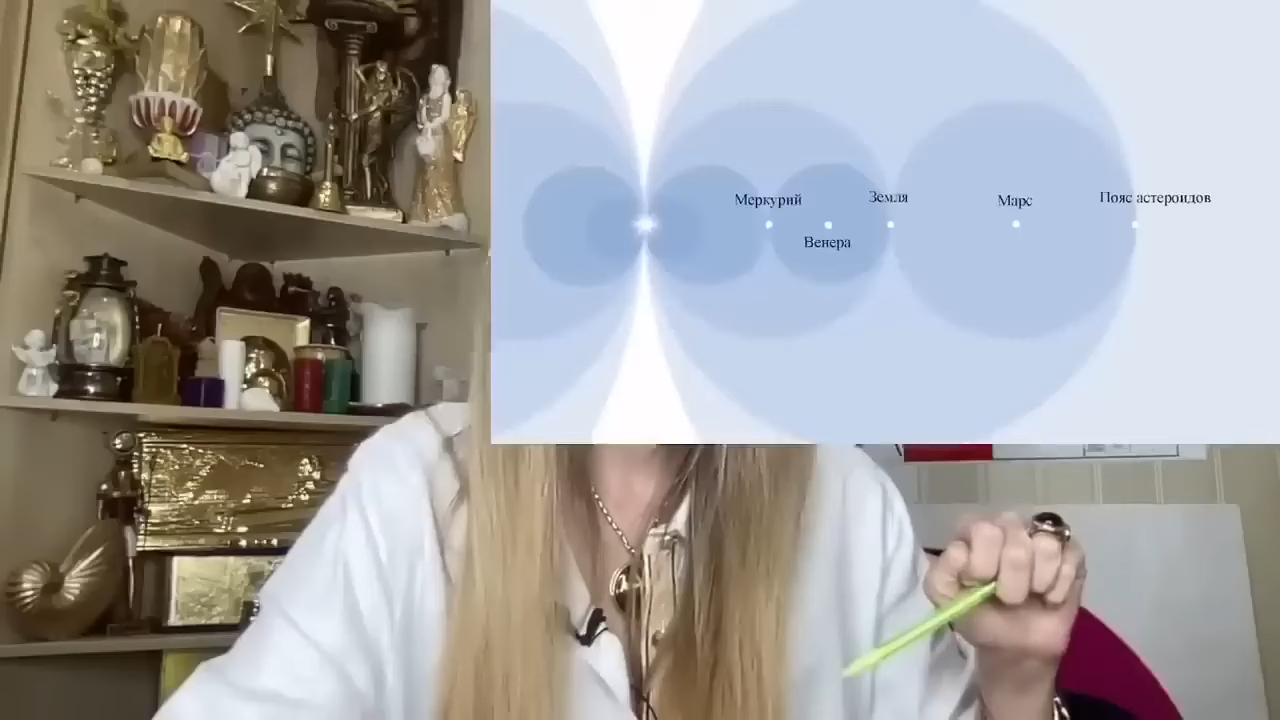 Меркурий
Венера
Земля
Марс
Пояс астероидов